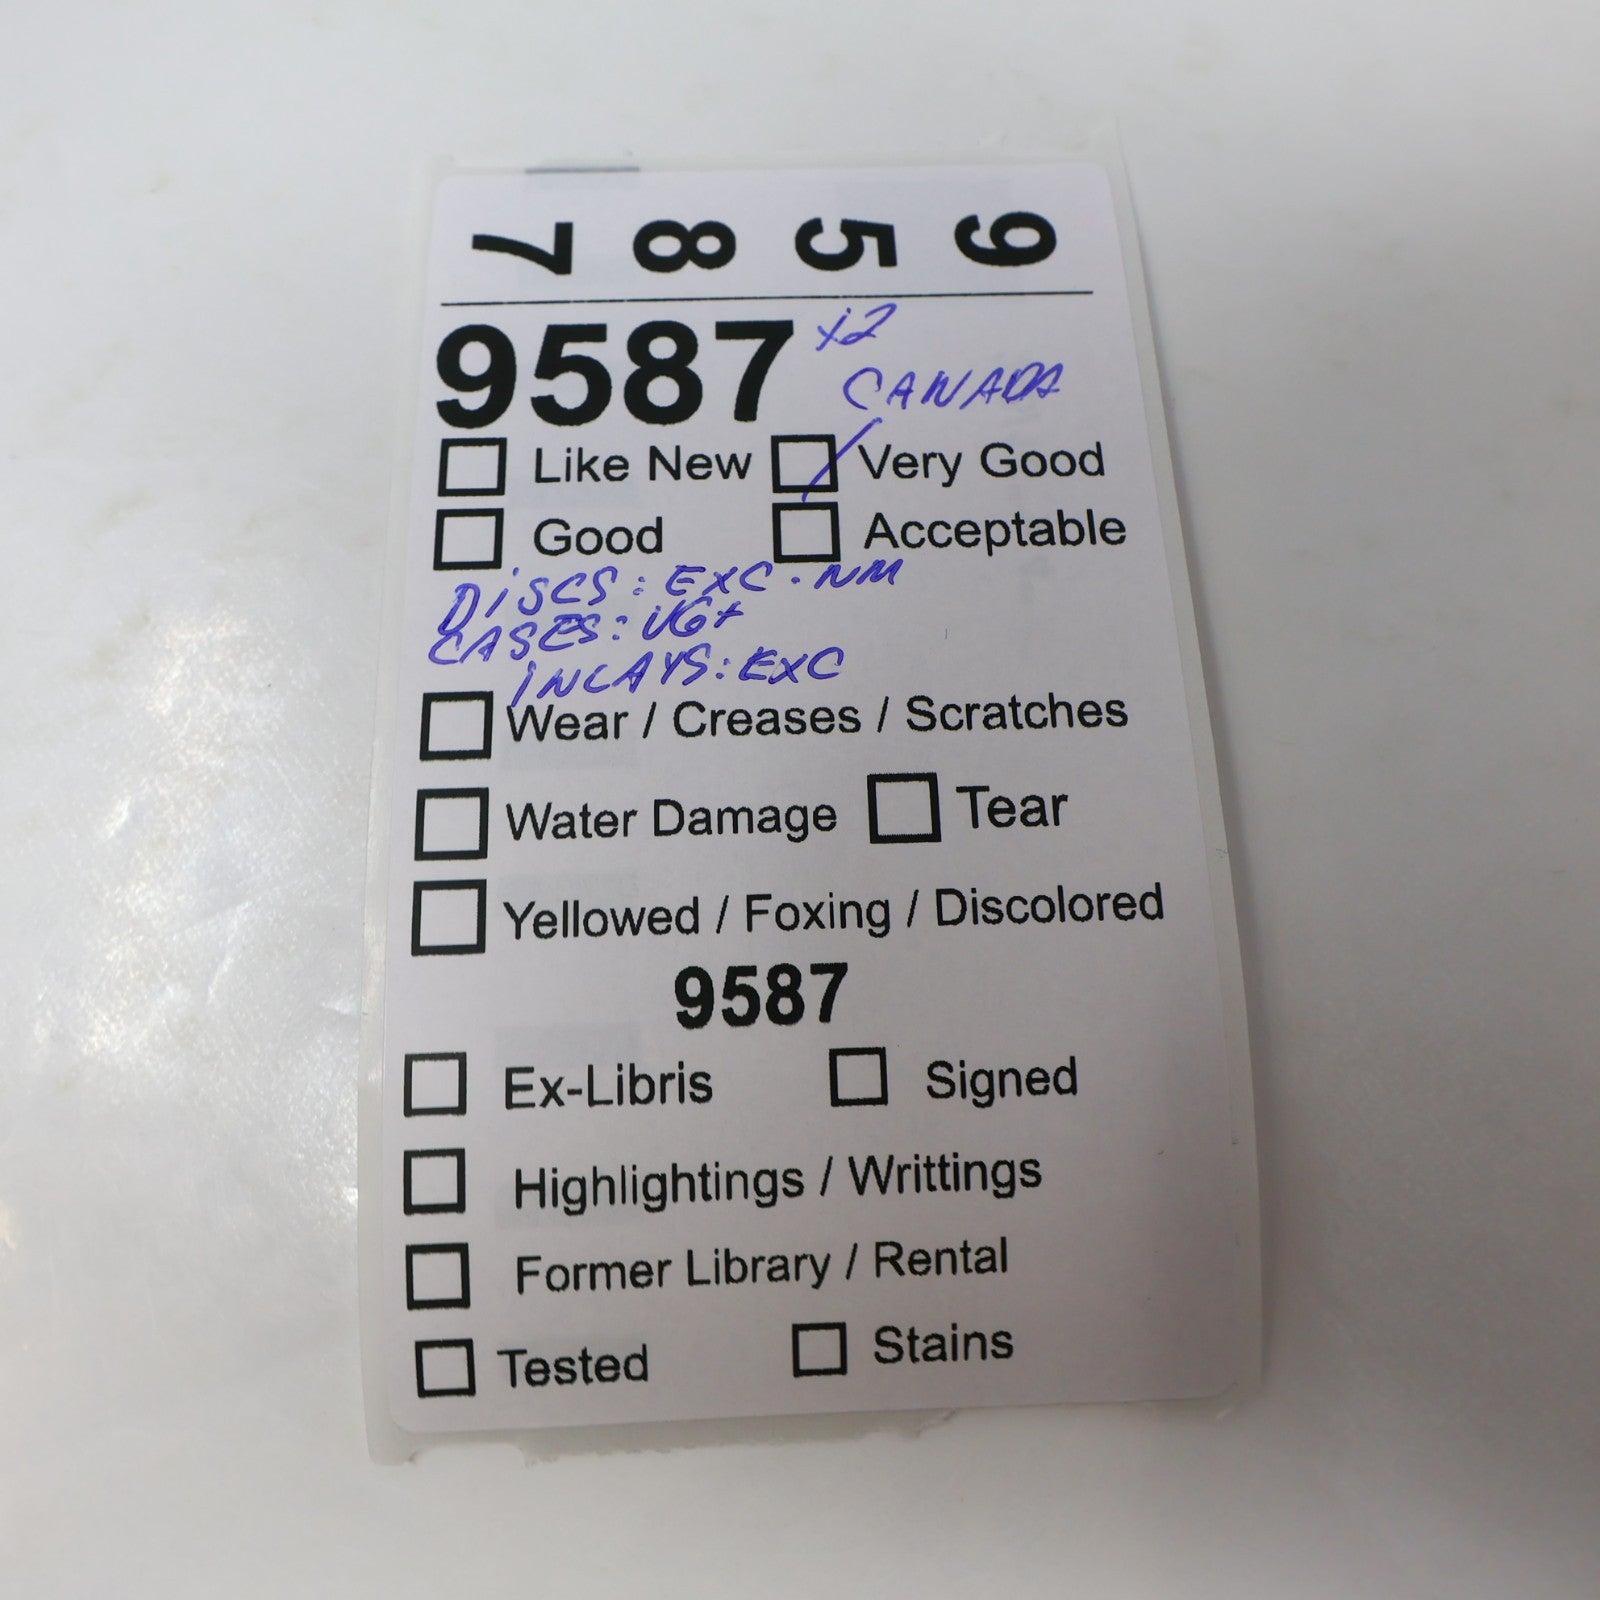 9 5 8 7
9587 x2
CANADA
Like New Very Good
Good Acceptable
DiSCS: EXC - NM
CASES: VG+
iNLAYS: EXC
Wear / Creases / Scratches
Water Damage Tear
Yellowed / Foxing / Discolored
9587
Ex-Libris Signed
Highlightings / Writtings
Former Library / Rental
Tested Stains